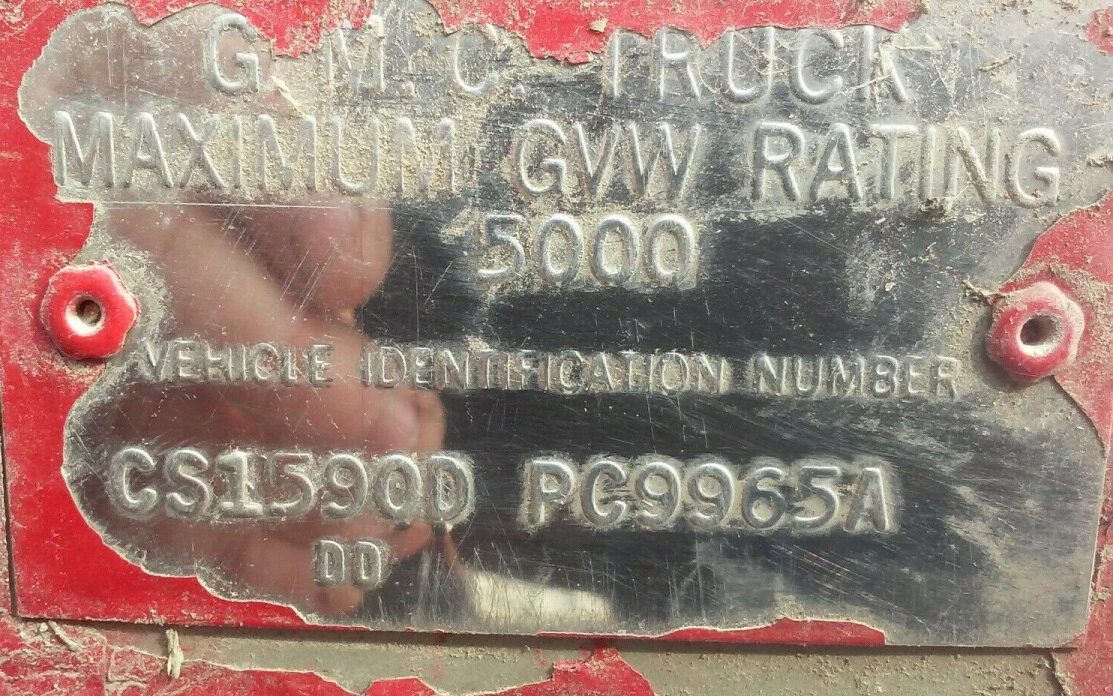 G.M.C. TRUCK
MAXIMUM GVW RATING
5000
VEHICLE IDENTIFICATION NUMBER
CS1590D PC9965A
DD